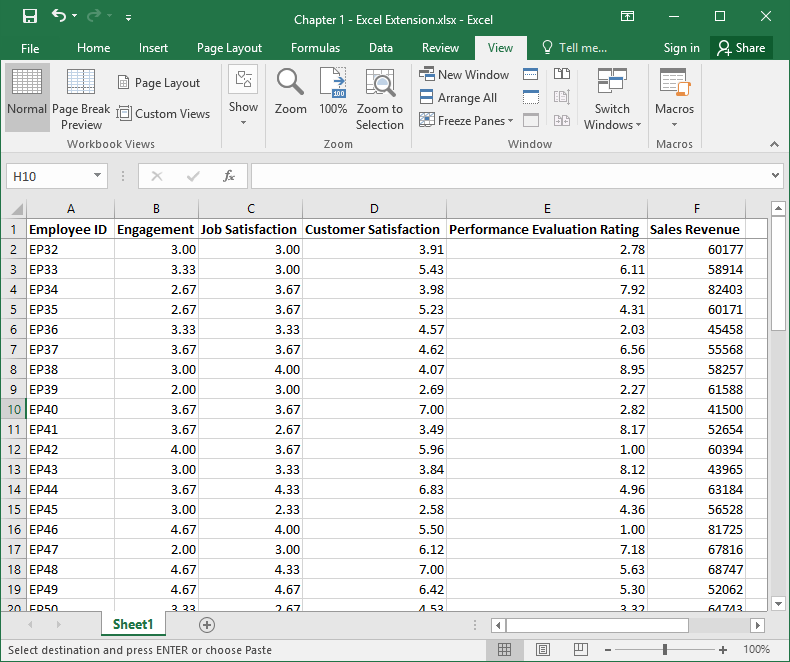 Chapter 1 - Excel Extension.xlsx - Excel
File Home Insert Page Layout Formulas Data Review View Tell me... Sign in Share
Normal Page Break Preview Page Layout Custom Views Show Zoom 100% Zoom to Selection New Window Arrange All Freeze Panes Switch Windows Macros
Workbook Views Zoom Window Macros
H10 fx
A B C D E F
1 Employee ID Engagement Job Satisfaction Customer Satisfaction Performance Evaluation Rating Sales Revenue
2 EP32 3.00 3.00 3.91 2.78 60177
3 EP33 3.33 3.00 5.43 6.11 58914
4 EP34 2.67 3.67 3.98 7.92 82403
5 EP35 2.67 3.67 5.23 4.31 60171
6 EP36 3.33 3.33 4.57 2.03 45458
7 EP37 3.67 3.67 4.62 6.56 55568
8 EP38 3.00 4.00 4.07 8.95 58257
9 EP39 2.00 3.00 2.69 2.27 61588
10 EP40 3.67 3.67 7.00 2.82 41500
11 EP41 3.67 2.67 3.49 8.17 52654
12 EP42 4.00 3.67 5.96 1.00 60394
13 EP43 3.00 3.33 3.84 8.12 43965
14 EP44 3.67 4.33 6.83 4.96 63184
15 EP45 3.00 2.33 2.58 4.36 56528
16 EP46 4.67 4.00 5.50 1.00 81725
17 EP47 2.00 3.00 6.12 7.18 67816
18 EP48 4.67 4.33 7.00 5.63 68747
19 EP49 4.67 4.67 6.42 5.30 52062
20 EP50 3.33 2.67 4.53 3.32 64743
Sheet1
Select destination and press ENTER or choose Paste 100%